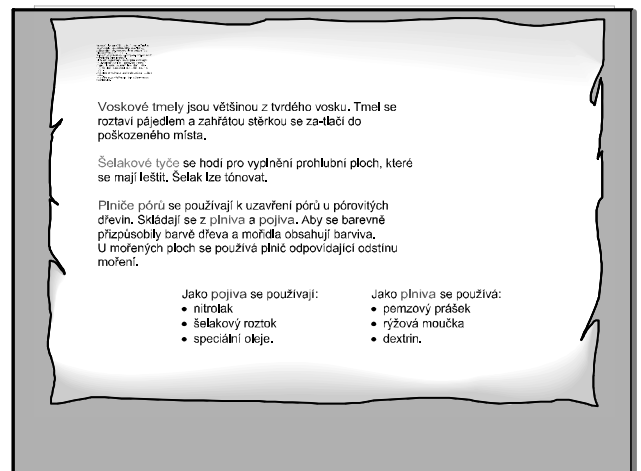 Voskové tmely jsou většinou z tvrdého vosku. Tmel se
roztaví pájedlem a zahřátou stěrkou se za-tlačí do
poškozeného místa.
Šelakové tyče se hodí pro vyplnění prohlubní ploch, které
se mají leštit. Šelak lze tónovat.
Plniče pórů se používají k uzavření pórů u pórovitých
dřevin. Skládají se z plniva a pojiva. Aby se barevně
přizpůsobily barvě dřeva a mořidla obsahují barviva.
U mořených ploch se používá plnič odpovídající odstínu
moření.
Jako pojiva se používají:
• nitrolak
• šelakový roztok
• speciální oleje.
Jako plniva se používá:
• pemzový prášek
• rýžová moučka
• dextrin.